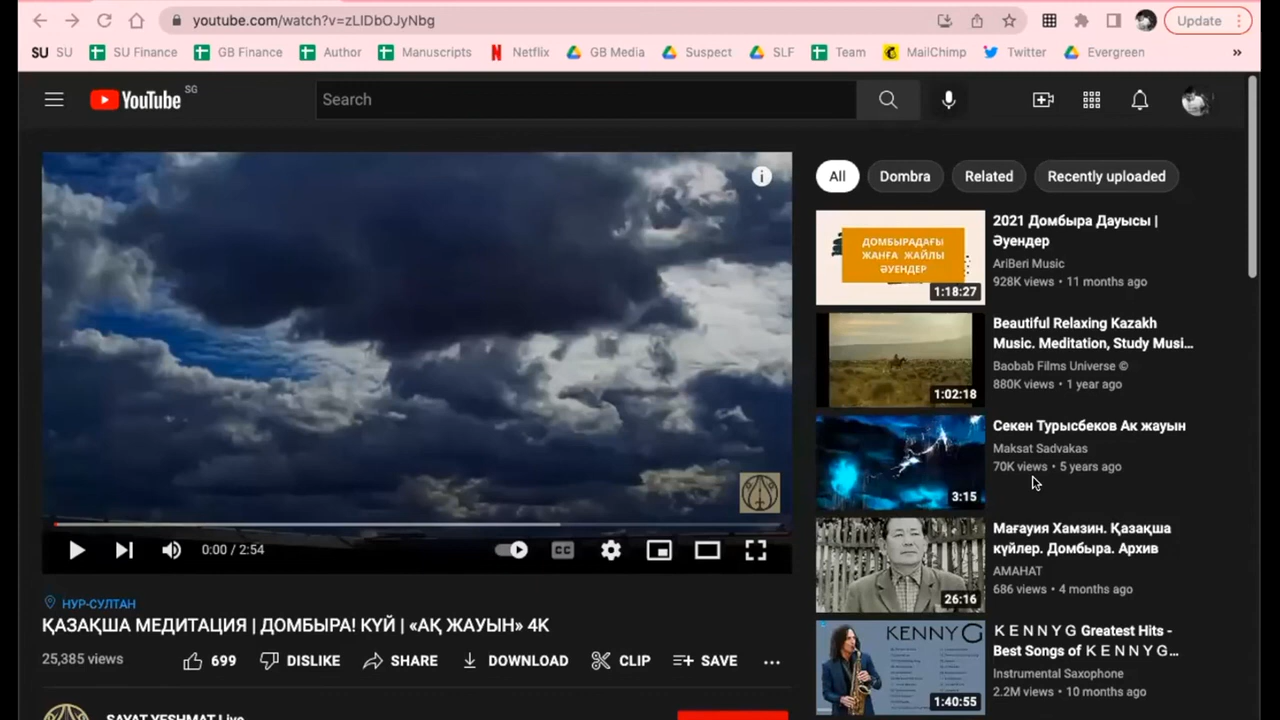 youtube.com/watch?v=zLIDbOJyNbg
Update
SU SU SU Finance GB Finance Author Manuscripts Netflix GB Media Suspect SLF Team MailChimp Twitter Evergreen »
YouTube SG
Search
i
All Dombra Related Recently uploaded
ДОМБЫРАДАҒЫ
ЖАНҒА ЖАЙЛЫ
ӘУЕНДЕР
1:18:27
2021 Домбыра Дауысы |
Әуендер
AriBeri Music
928K views • 11 months ago
1:02:18
Beautiful Relaxing Kazakh
Music. Meditation, Study Musi...
Baobab Films Universe ©
880K views • 1 year ago
3:15
Секен Турысбеков Ак жауын
Maksat Sadvakas
70K views • 5 years ago
26:16
Мағауия Хамзин. Қазақша
күйлер. Домбыра. Архив
АМАНАТ
686 views • 4 months ago
KENNY G
1:40:55
K E N N Y G Greatest Hits -
Best Songs of K E N N Y G...
Instrumental Saxophone
2.2M views • 10 months ago
0:00 / 2:54
CC
НУР-СУЛТАН
ҚАЗАҚША МЕДИТАЦИЯ | ДОМБЫРА! КҮЙ | «АҚ ЖАУЫН» 4K
25,385 views
699 DISLIKE SHARE DOWNLOAD CLIP SAVE ...
SAYAT YESHMAT Live